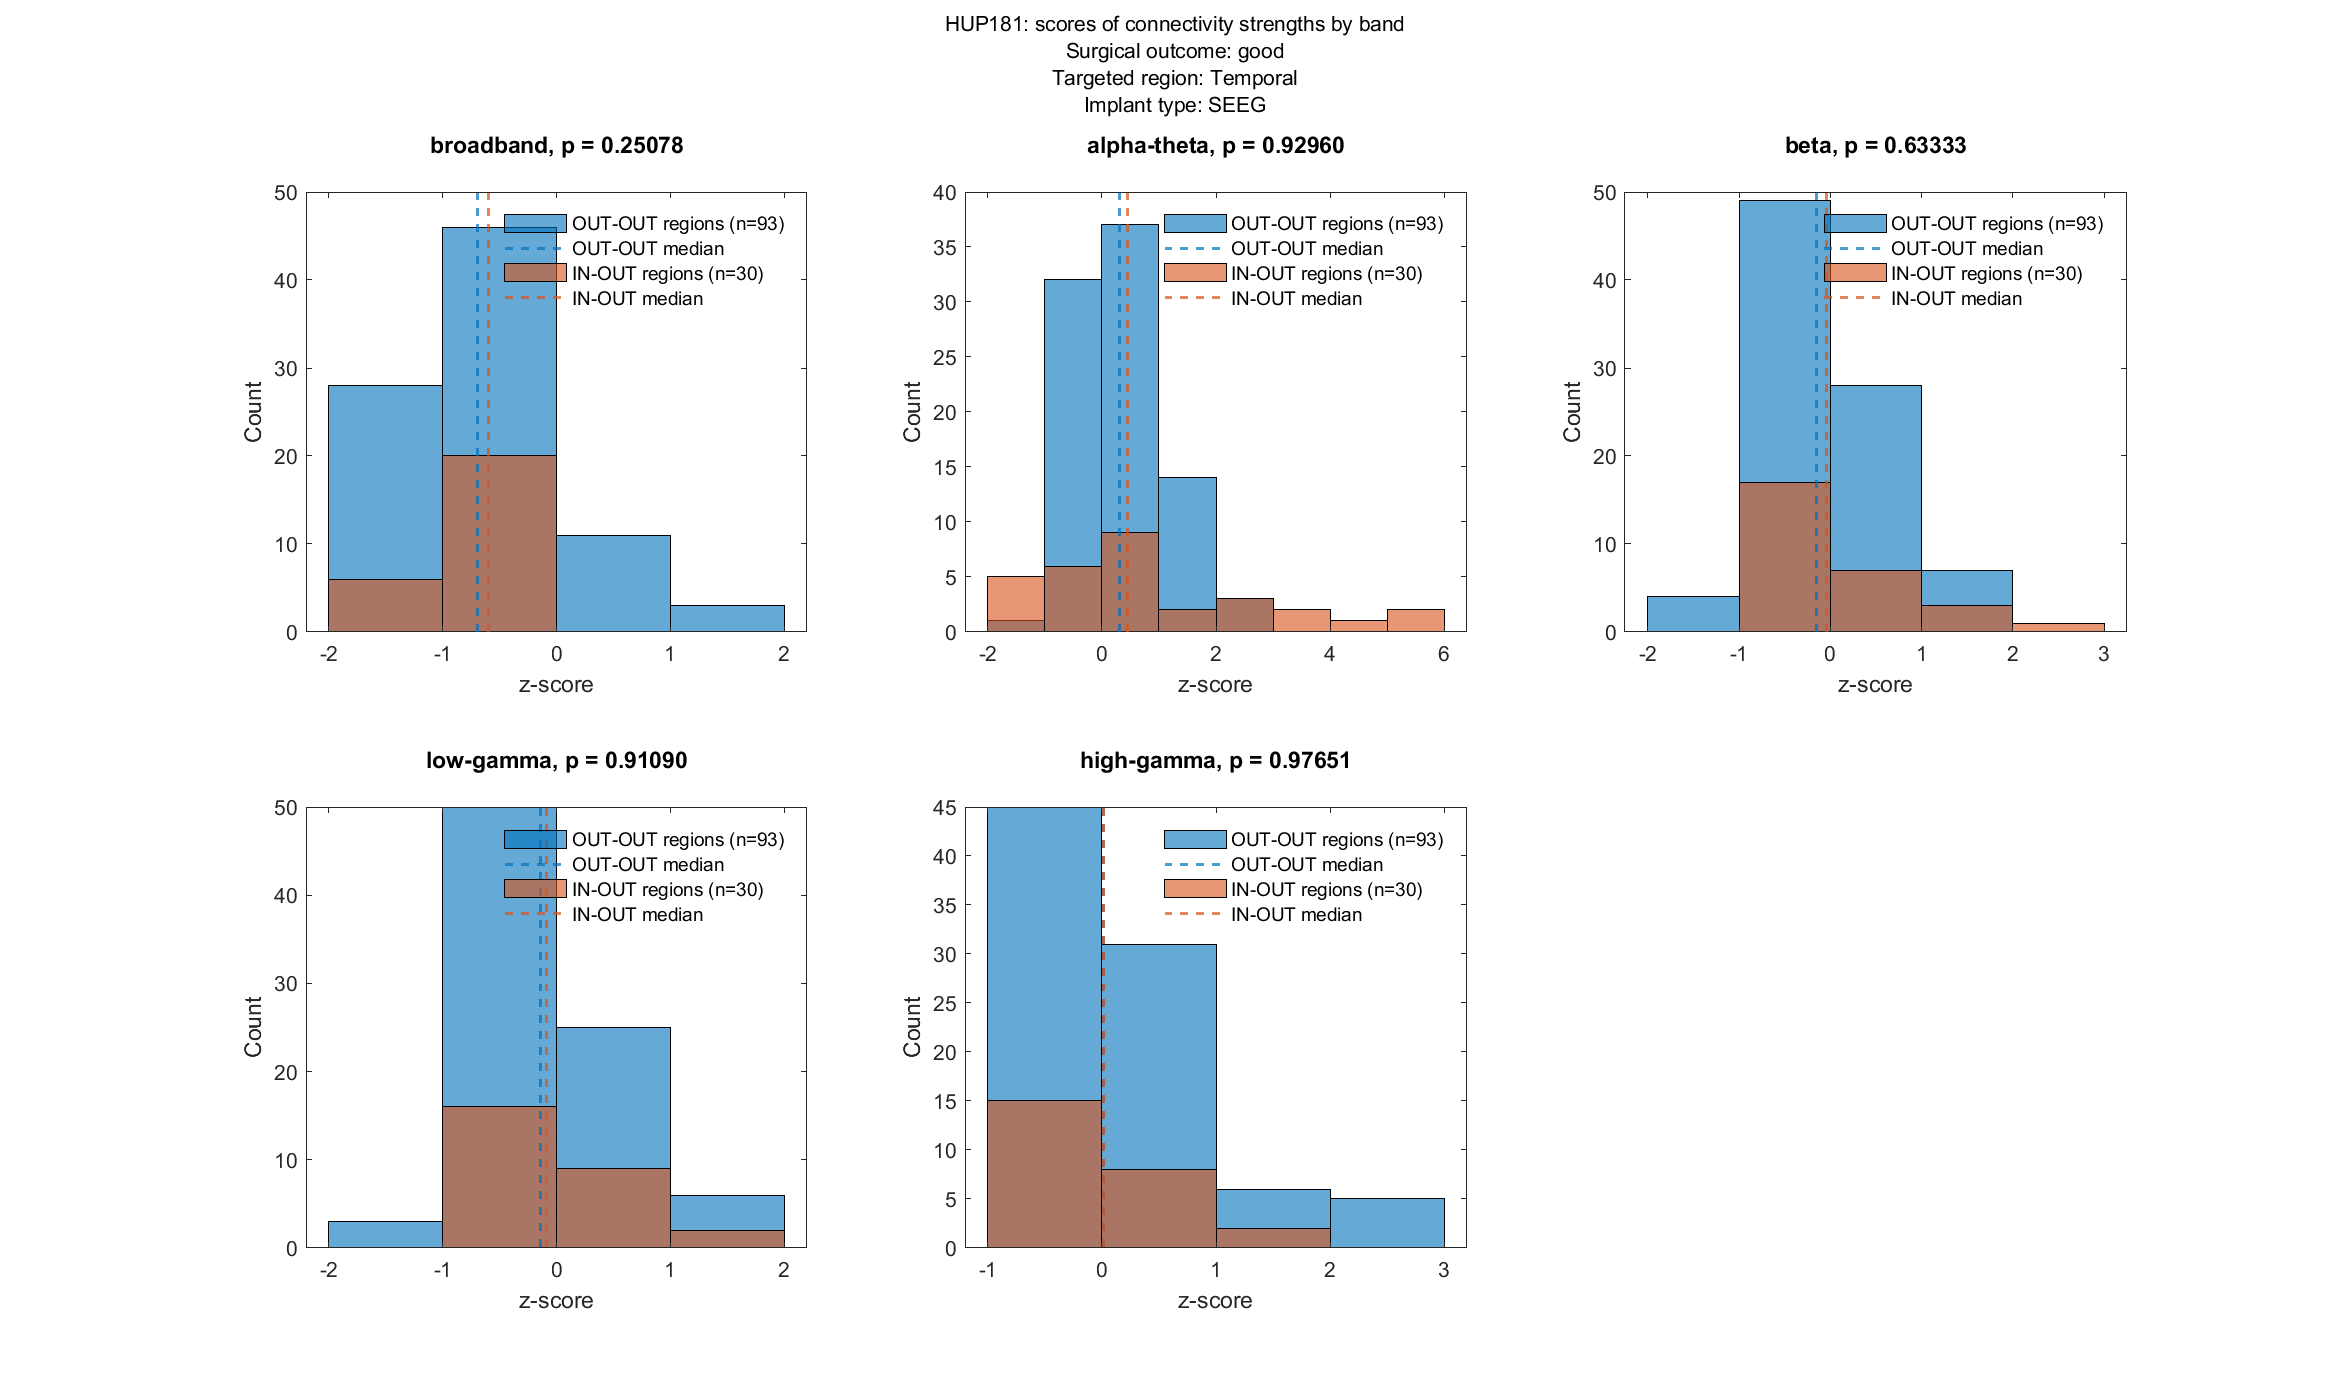 HUP181: scores of connectivity strengths by band
Surgical outcome: good
Targeted region: Temporal
Implant type: SEEG
broadband, p = 0.25078
50
40
30
20
10
0
Count
-2 -1 0 1 2
z-score
OUT-OUT regions (n=93)
OUT-OUT median
IN-OUT regions (n=30)
IN-OUT median
alpha-theta, p = 0.92960
40
35
30
25
20
15
10
5
0
Count
-2 0 2 4 6
z-score
OUT-OUT regions (n=93)
OUT-OUT median
IN-OUT regions (n=30)
IN-OUT median
beta, p = 0.63333
50
40
30
20
10
0
Count
-2 -1 0 1 2 3
z-score
OUT-OUT regions (n=93)
OUT-OUT median
IN-OUT regions (n=30)
IN-OUT median
low-gamma, p = 0.91090
50
40
30
20
10
0
Count
-2 -1 0 1 2
z-score
OUT-OUT regions (n=93)
OUT-OUT median
IN-OUT regions (n=30)
IN-OUT median
high-gamma, p = 0.97651
45
40
35
30
25
20
15
10
5
0
Count
-1 0 1 2 3
z-score
OUT-OUT regions (n=93)
OUT-OUT median
IN-OUT regions (n=30)
IN-OUT median